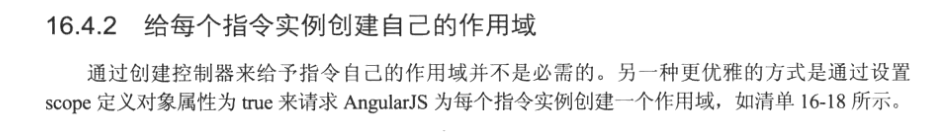 16.4.2 给每个指令实例创建自己的作用域
通过创建控制器来给予指令自己的作用域并不是必需的。另一种更优雅的方式是通过设置
scope 定义对象属性为 true 来请求 AngularJS 为每个指令实例创建一个作用域，如清单 16-18 所示。